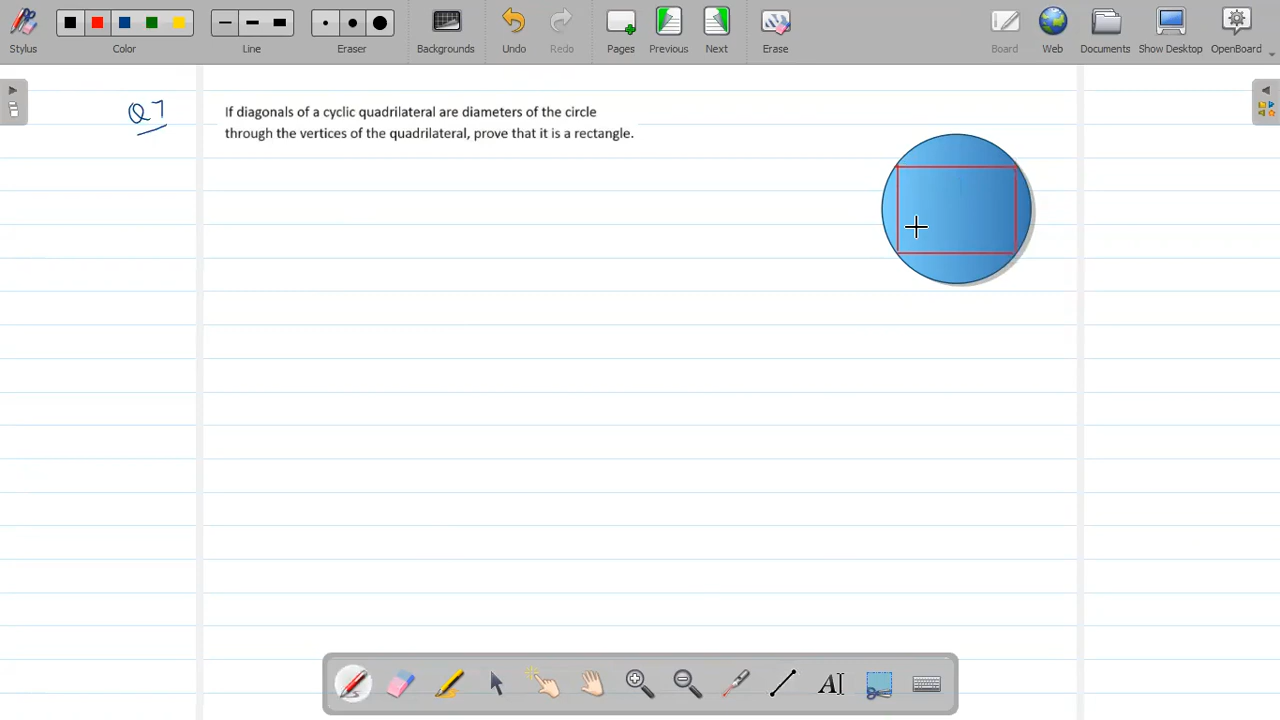 Stylus
Color
Line
Eraser
Backgrounds
Undo
Redo
Pages
Previous
Next
Erase
Board
Web
Documents
Show Desktop
OpenBoard
Q7
If diagonals of a cyclic quadrilateral are diameters of the circle
through the vertices of the quadrilateral, prove that it is a rectangle.